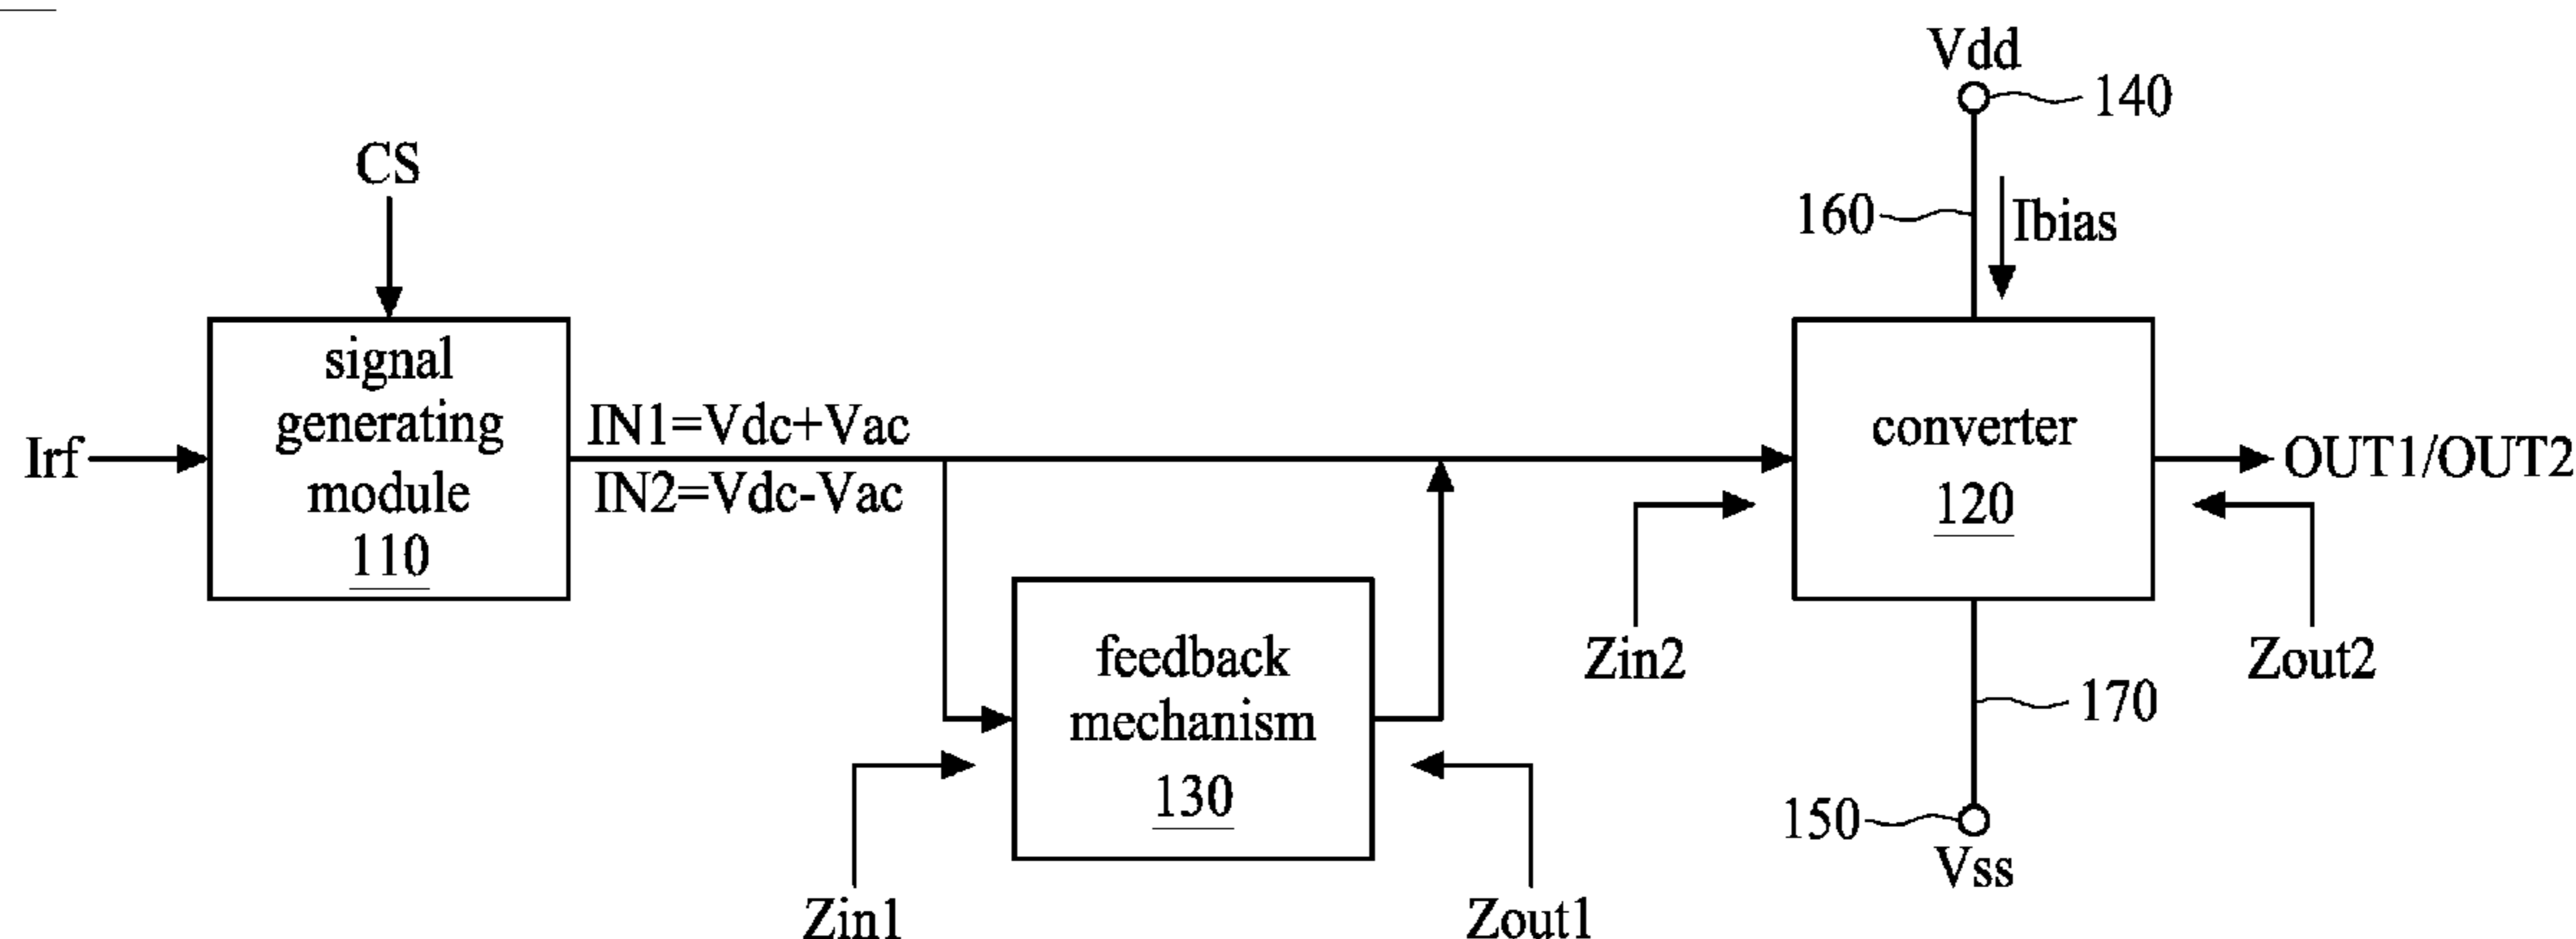 Vdd
140
CS
160
Ibias
signal
generating
module
110
Irf
IN1=Vdc+Vac
IN2=Vdc-Vac
converter
120
OUT1/OUT2
feedback
mechanism
130
Zin2
Zout2
170
150
Vss
Zin1
Zout1